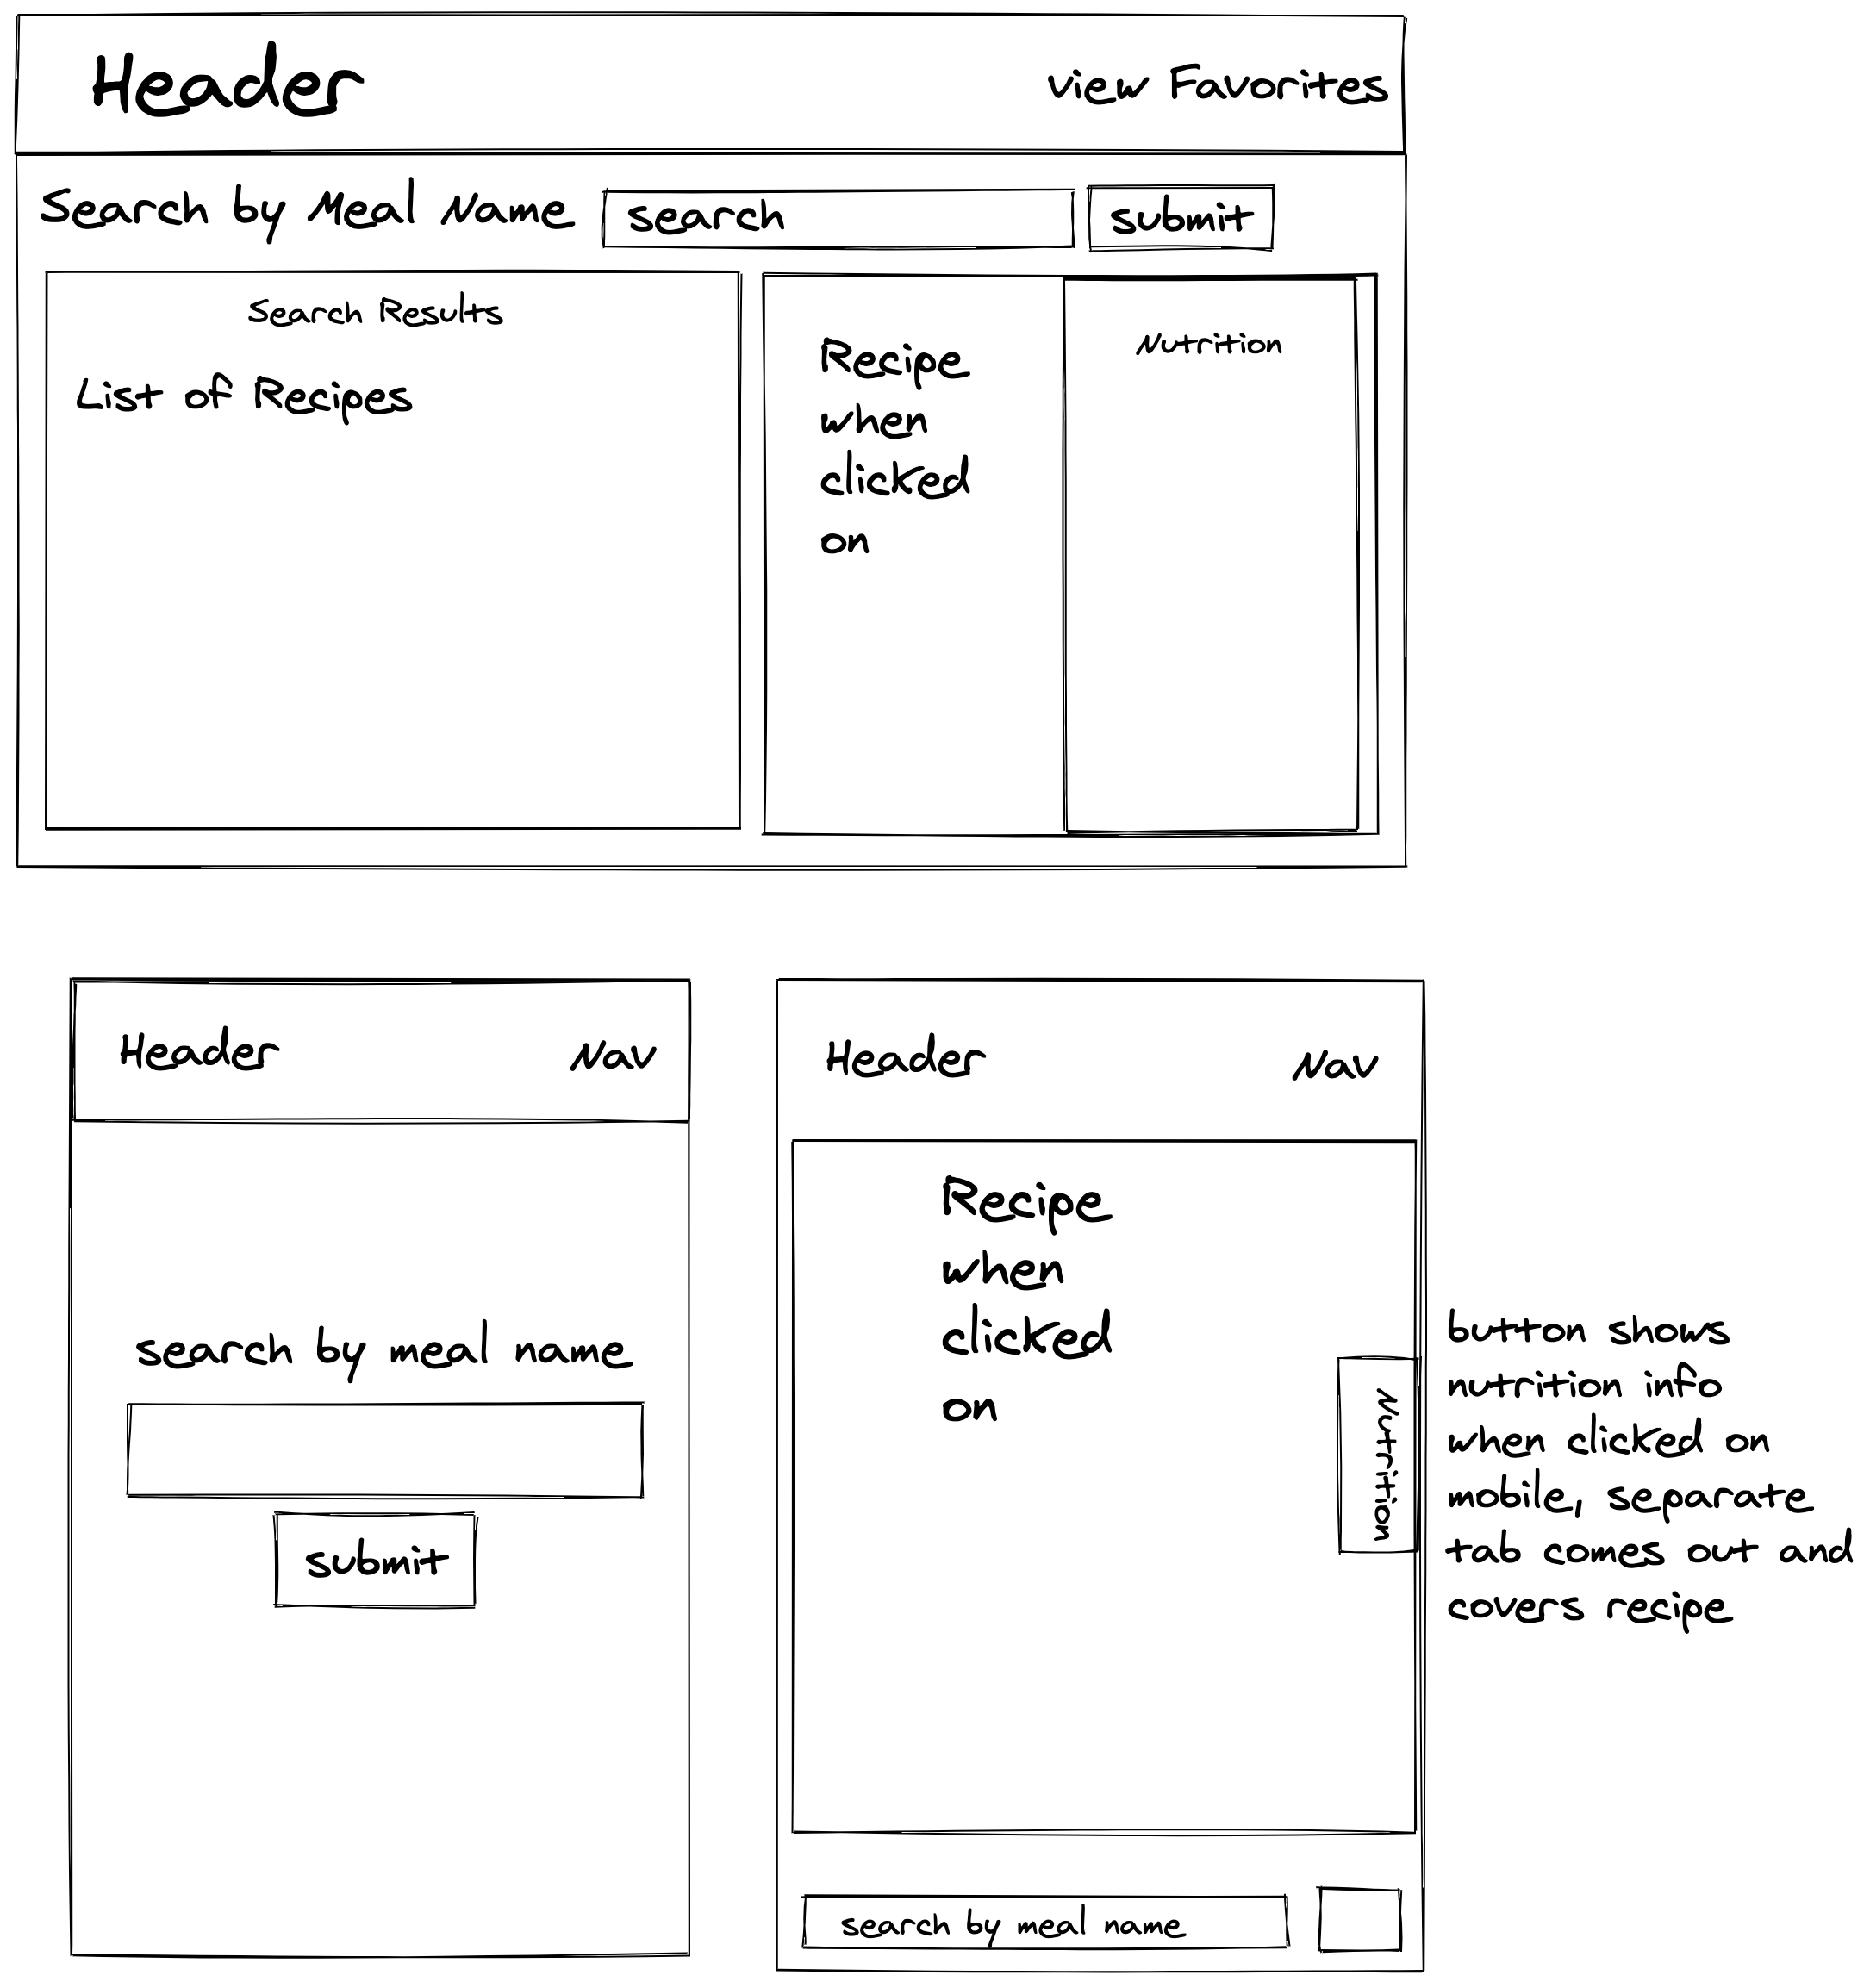 Header
view Favorites
Search by Meal Name
search
submit
Search Results
List of Recipes
Recipe
when
clicked
on
Nutrition
Header
Nav
search by meal name
submit
Header
Nav
Recipe
when
clicked
on
Nutrition
button shows
nutrition info
when clicked on
mobile, separate
tab comes out and
covers recipe
search by meal name